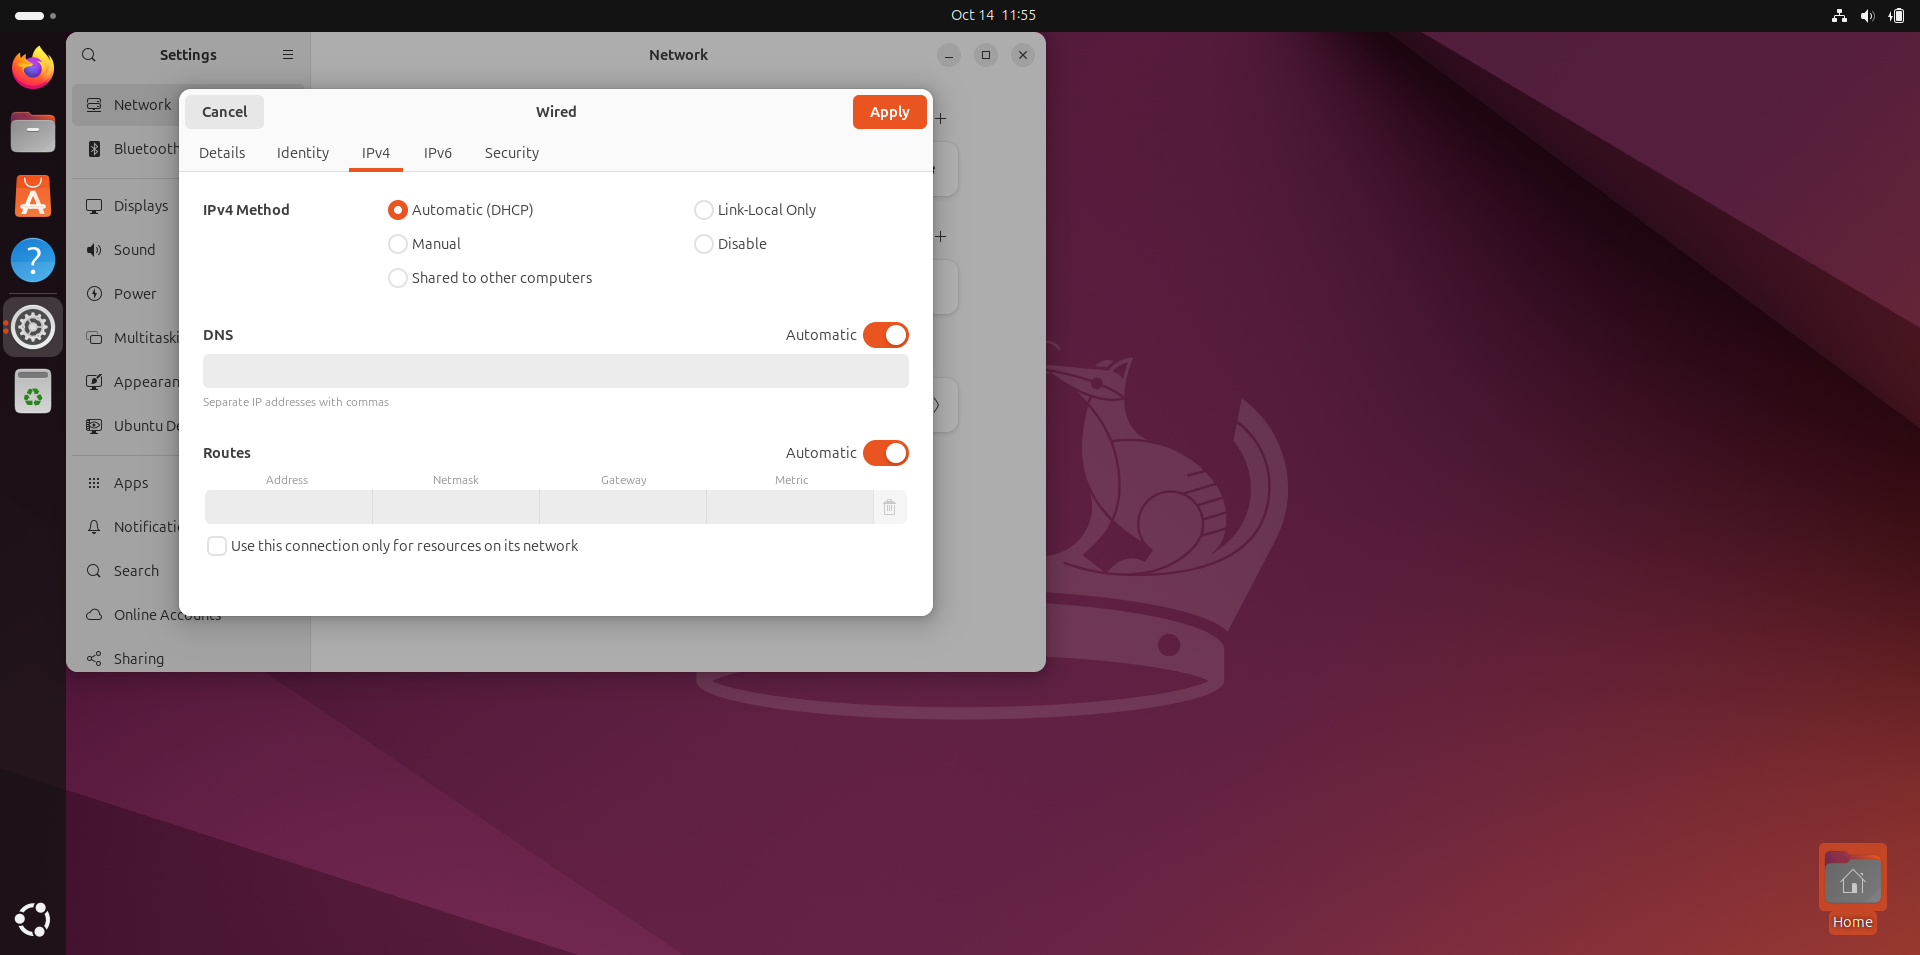 Oct 14 11:55
Settings
Network
Network
Bluetooth
Displays
Sound
Power
Multitaski
Appearan
Ubuntu De
Apps
Notificatio
Search
Online Accounts
Sharing
Cancel
Wired
Apply
Details
Identity
IPv4
IPv6
Security
IPv4 Method
Automatic (DHCP)
Link-Local Only
Manual
Disable
Shared to other computers
DNS
Automatic
Separate IP addresses with commas
Routes
Automatic
Address
Netmask
Gateway
Metric
Use this connection only for resources on its network
Home